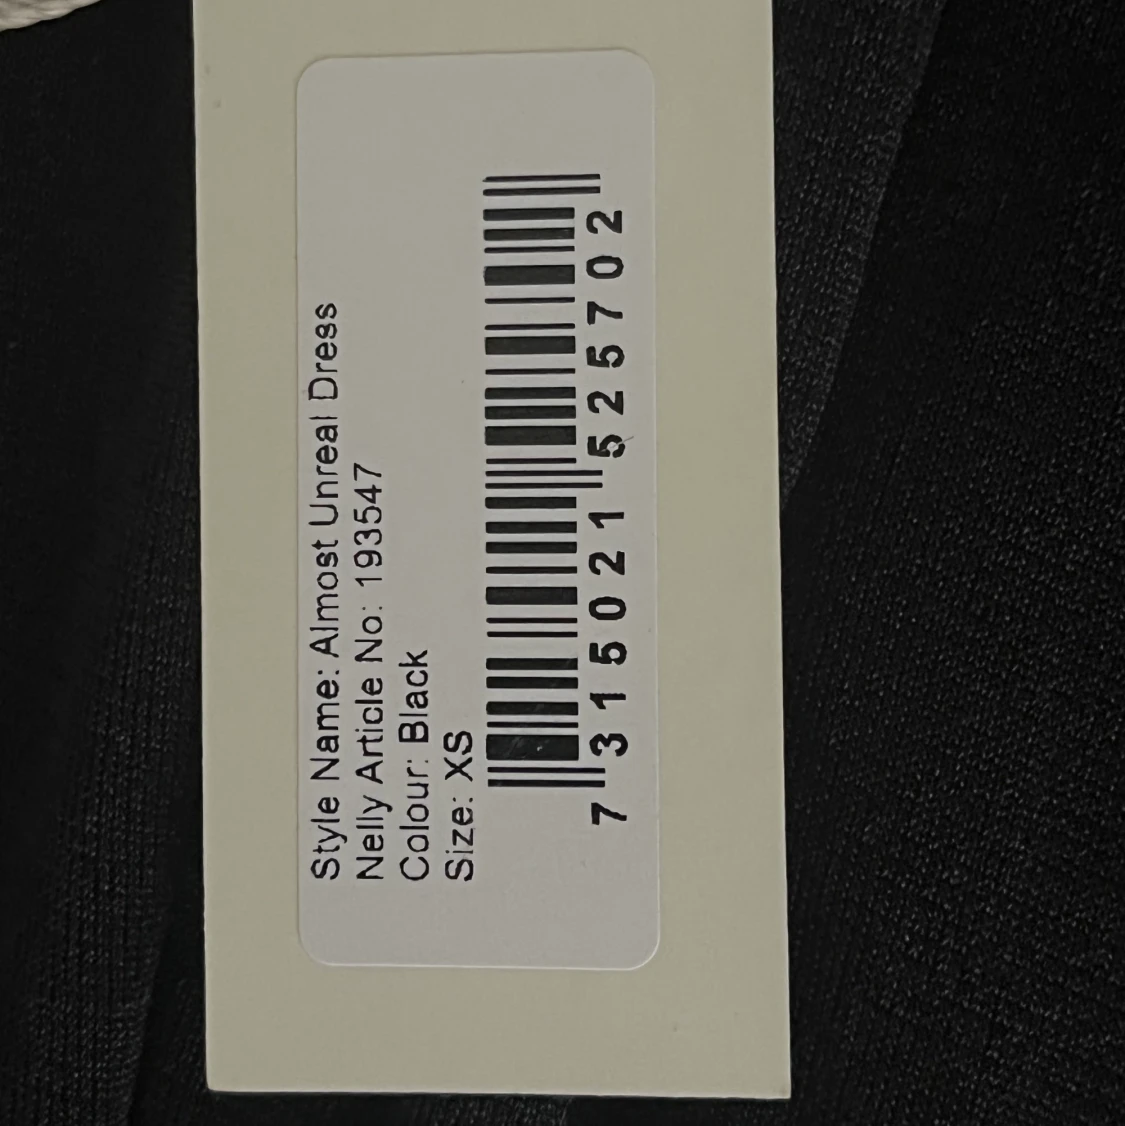 Style Name: Almost Unreal Dress
Nelly Article No: 193547
Colour: Black
Size: XS
7 315021 525702